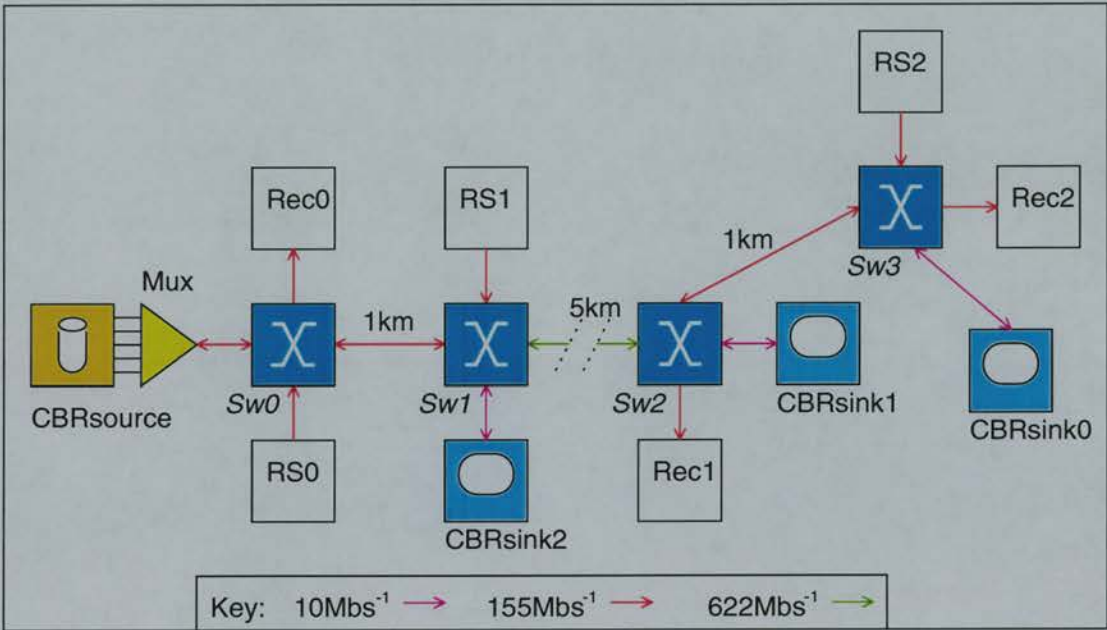 RS2
Rec0
RS1
Rec2
1km
Sw3
Mux
1km
5km
CBRsource
Sw0
Sw1
Sw2
CBRsink1
CBRsink0
RS0
Rec1
CBRsink2
Key: 10Mbs⁻¹ 155Mbs⁻¹ 622Mbs⁻¹